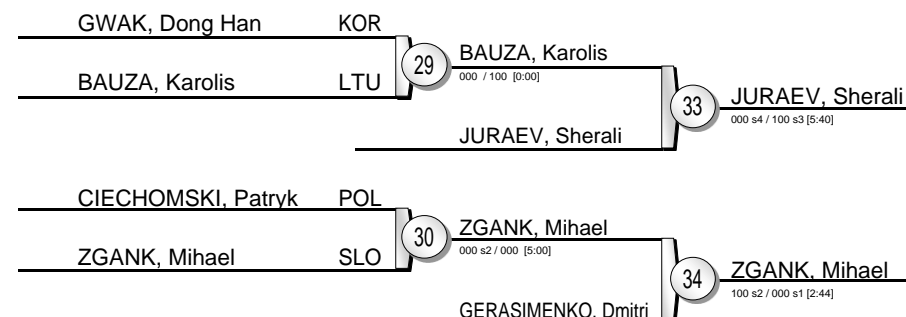 GWAK, Dong Han KOR
BAUZA, Karolis LTU
29
BAUZA, Karolis
000 / 100 [0:00]
JURAEV, Sherali
33
JURAEV, Sherali
000 s4 / 100 s3 [5:40]
CIECHOMSKI, Patryk POL
ZGANK, Mihael SLO
30
ZGANK, Mihael
000 s2 / 000 [5:00]
GERASIMENKO, Dmitri
34
ZGANK, Mihael
100 s2 / 000 s1 [2:44]